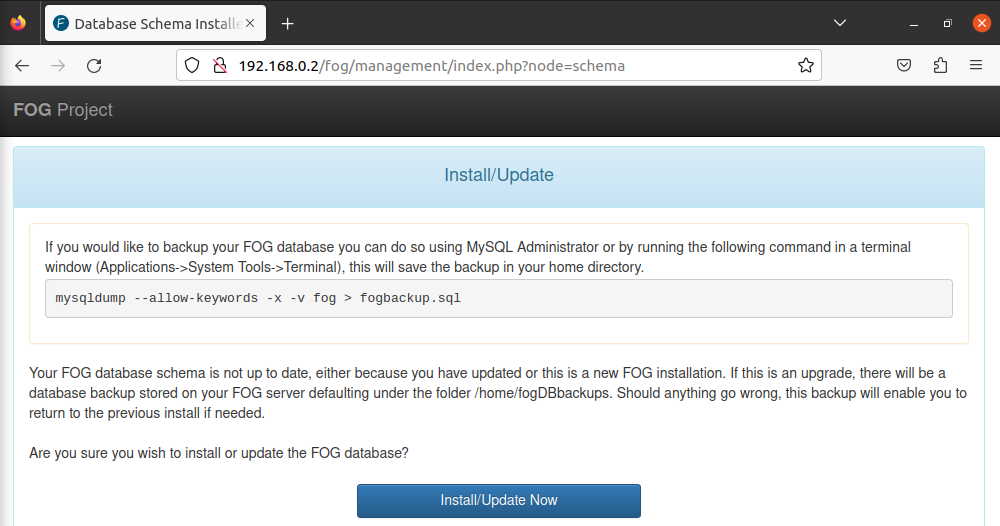 Database Schema Installe
192.168.0.2/fog/management/index.php?node=schema
FOG Project
Install/Update
If you would like to backup your FOG database you can do so using MySQL Administrator or by running the following command in a terminal
window (Applications->System Tools->Terminal), this will save the backup in your home directory.
mysqldump --allow-keywords -x -v fog > fogbackup.sql
Your FOG database schema is not up to date, either because you have updated or this is a new FOG installation. If this is an upgrade, there will be a
database backup stored on your FOG server defaulting under the folder /home/fogDBbackups. Should anything go wrong, this backup will enable you to
return to the previous install if needed.
Are you sure you wish to install or update the FOG database?
Install/Update Now